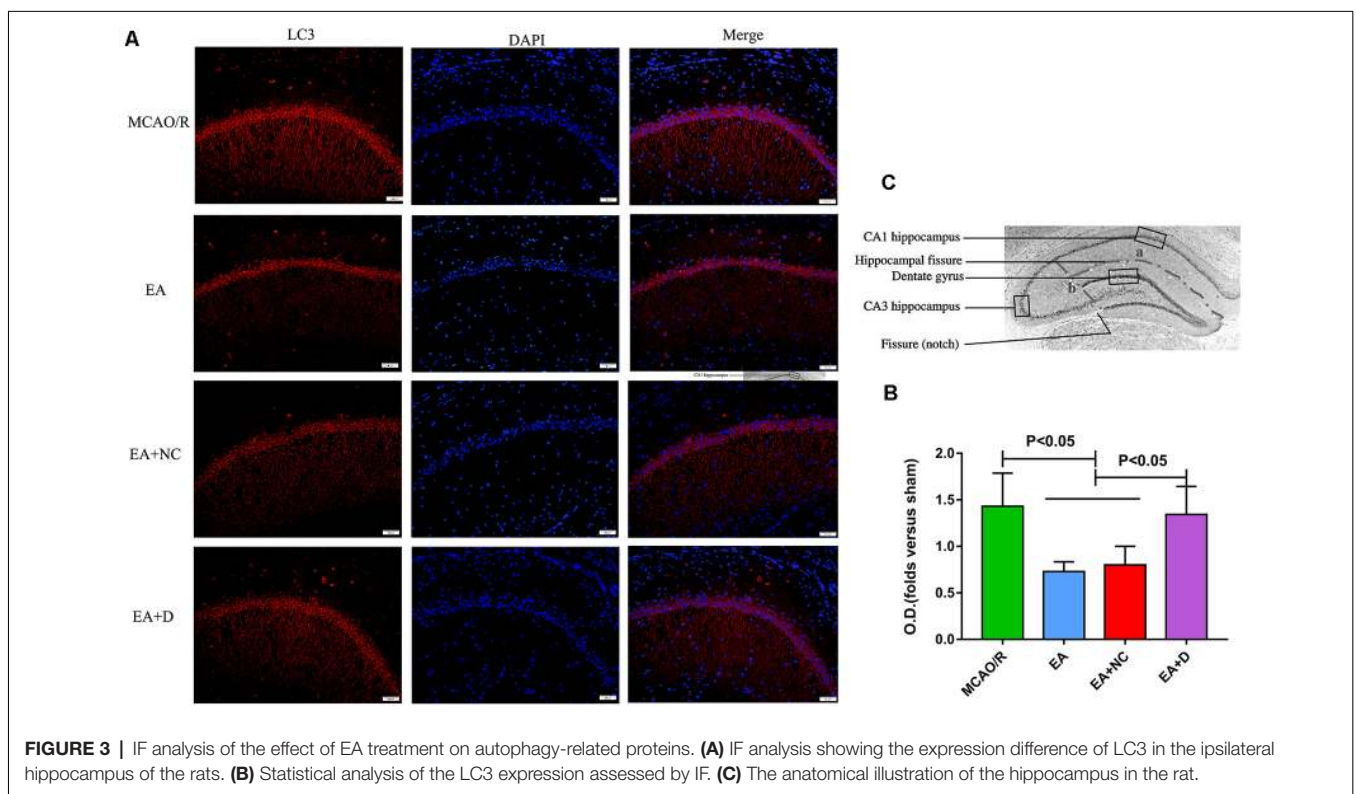 A
LC3
DAPI
Merge
MCAO/R
EA
EA+NC
EA+D
CA1 hippocampus
C
CA1 hippocampus
Hippocampal fissure
Dentate gyrus
CA3 hippocampus
Fissure (notch)
a
b
B
P<0.05
P<0.05
O.D.(folds versus sham)
2.0
1.5
1.0
0.5
0.0
MCAO/R
EA
EA+NC
EA+D
FIGURE 3 | IF analysis of the effect of EA treatment on autophagy-related proteins. (A) IF analysis showing the expression difference of LC3 in the ipsilateral
hippocampus of the rats. (B) Statistical analysis of the LC3 expression assessed by IF. (C) The anatomical illustration of the hippocampus in the rat.